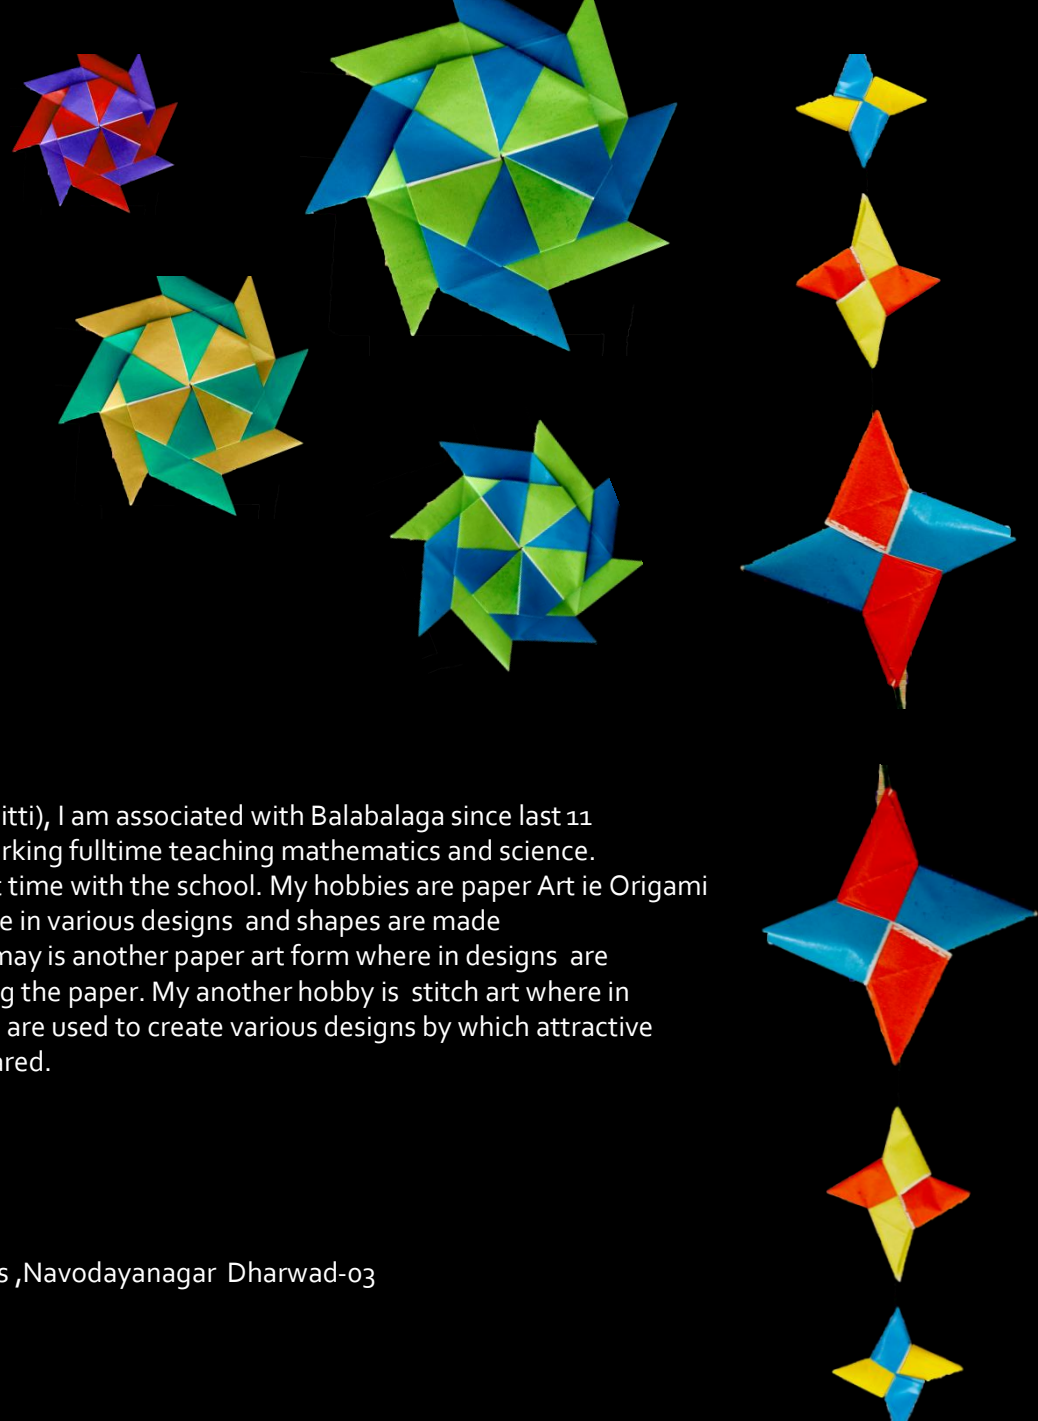 itti), I am associated with Balabalaga since last 11
rking fulltime teaching mathematics and science.
time with the school. My hobbies are paper Art ie Origami
e in various designs and shapes are made
may is another paper art form where in designs are
g the paper. My another hobby is stitch art where in
are used to create various designs by which attractive
ared.
s ,Navodayanagar Dharwad-03